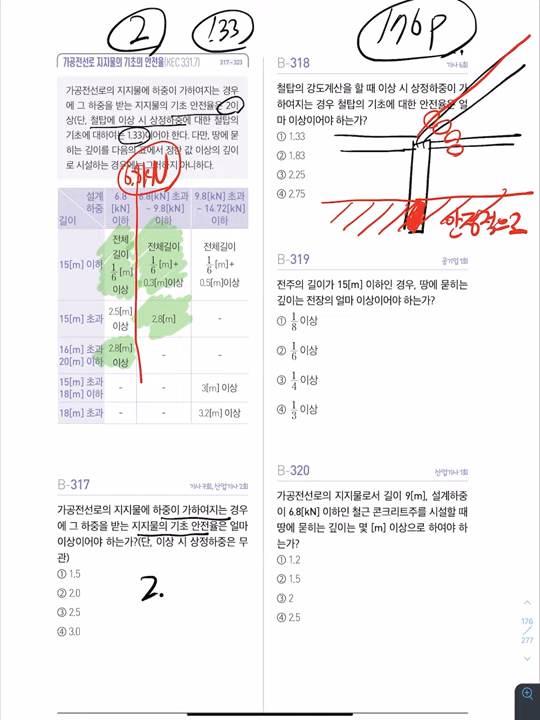 2
1.33
176p
가공전선로 지지물의 기초의 안전율(KEC 331.7) 317~323
가공전선로의 지지물에 하중이 가하여지는 경우
에 그 하중을 받는 지지물의 기초 안전율은 2이
상(단, 철탑에 이상 시 상정하중에 대한 철탑의
기초에 대하여는 1.33)이어야 한다. 다만, 땅에 묻
히는 깊이를 다음의 표에서 정한 값 이상의 깊이
로 시설하는 경우에는 그러하지 아니하다.
6.8kN
설계하중 길이 | 6.8[kN] 이하 | 6.8[kN] 초과 ~ 9.8[kN] 이하 | 9.8[kN] 초과 ~ 14.72[kN] 이하
15[m] 이하 | 전체길이 1/6[m] 이상 | 전체길이 1/6[m]+0.3[m]이상 | 전체길이 1/6[m]+0.5[m]이상
15[m] 초과 | 2.5[m] 이상 | 2.8[m] | -
16[m] 초과 20[m] 이하 | 2.8[m] 이상 | - | -
15[m] 초과 18[m] 이하 | - | - | 3[m] 이상
18[m] 초과 | - | - | 3.2[m] 이상
B-317 기사 7회, 산업기사 2회
가공전선로의 지지물에 하중이 가하여지는 경우
에 그 하중을 받는 지지물의 기초 안전율은 얼마
이상이어야 하는가?(단, 이상 시 상정하중은 무
관)
① 1.5
② 2.0
③ 2.5
④ 3.0
2.
B-318 기사 6회
철탑의 강도계산을 할 때 이상 시 상정하중이 가
하여지는 경우 철탑의 기초에 대한 안전율은 얼
마 이상이어야 하는가?
① 1.33
② 1.83
③ 2.25
④ 2.75
안정적=2
B-319 공기업 1회
전주의 길이가 15[m] 이하인 경우, 땅에 묻히는
깊이는 전장의 얼마 이상이어야 하는가?
① 1/8 이상
② 1/6 이상
③ 1/4 이상
④ 1/3 이상
B-320 산업기사 1회
가공전선로의 지지물로서 길이 9[m], 설계하중
이 6.8[kN] 이하인 철근 콘크리트주를 시설할 때
땅에 묻히는 깊이는 몇 [m] 이상으로 하여야 하
는가?
① 1.2
② 1.5
③ 2
④ 2.5
176
277